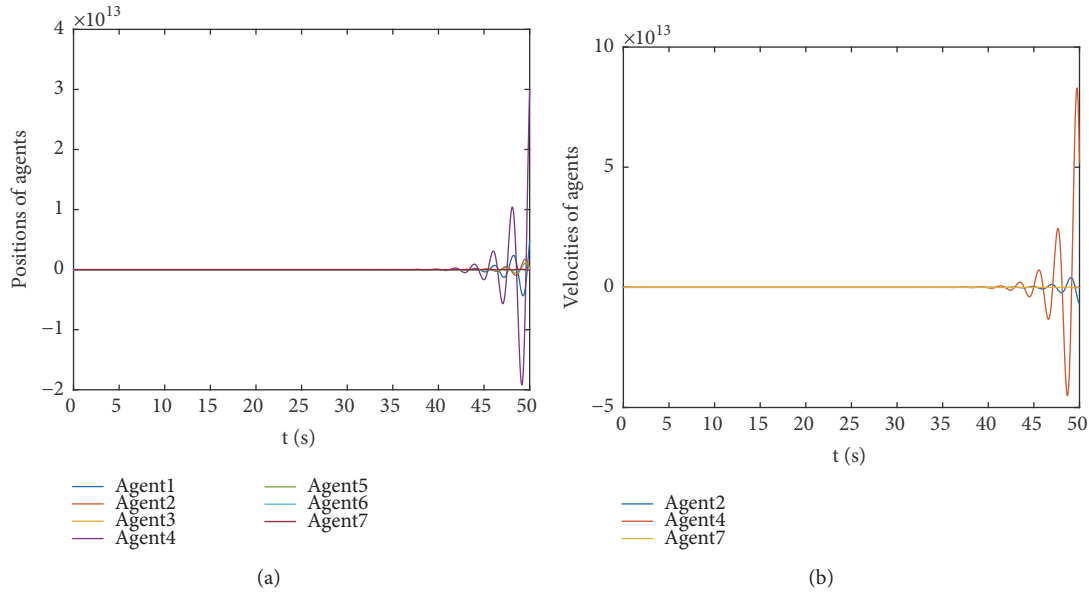 ×10^13
4
3
2
1
0
−1
−2
Positions of agents
0 5 10 15 20 25 30 35 40 45 50
t (s)
Agent1
Agent2
Agent3
Agent4
Agent5
Agent6
Agent7
(a)
×10^13
10
5
0
−5
Velocities of agents
0 5 10 15 20 25 30 35 40 45 50
t (s)
Agent2
Agent4
Agent7
(b)